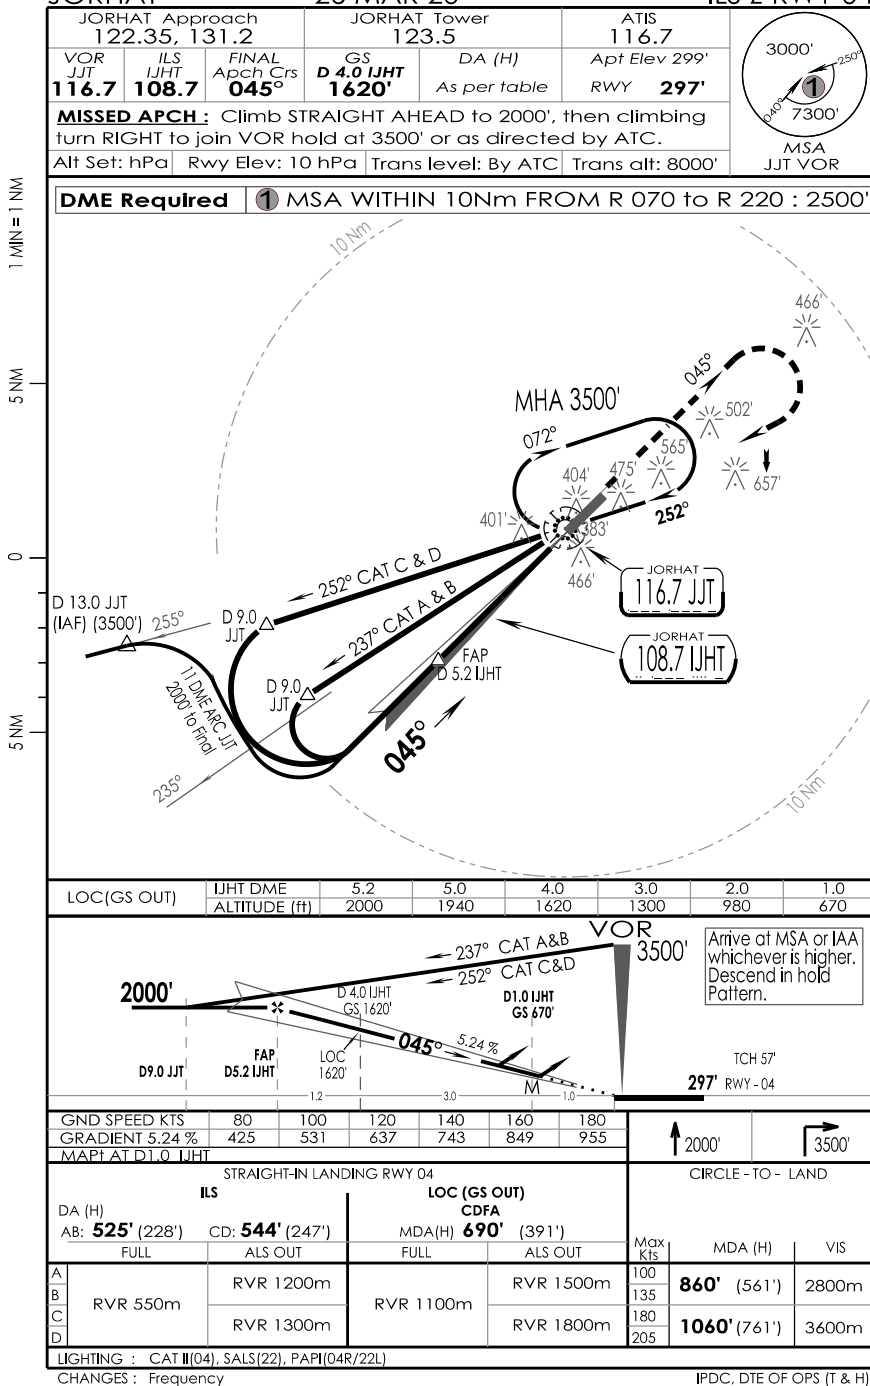 JORHAT
ILS Z RWY 04
JORHAT Approach
122.35, 131.2
JORHAT Tower
123.5
ATIS
116.7
VOR JJT 116.7
ILS IJHT 108.7
FINAL Apch Crs 045°
GS D 4.0 IJHT 1620'
DA (H) As per table
Apt Elev 299'
RWY 297'
MISSED APCH : Climb STRAIGHT AHEAD to 2000', then climbing
turn RIGHT to join VOR hold at 3500' or as directed by ATC.
Alt Set: hPa Rwy Elev: 10 hPa Trans level: By ATC Trans alt: 8000'
3000'
250°
1
040°
7300'
MSA
JJT VOR
DME Required 1 MSA WITHIN 10Nm FROM R 070 to R 220 : 2500'
1 MIN = 1 NM
5 NM
0
5 NM
10 Nm
466'
045°
MHA 3500'
502'
072°
565'
475'
404'
657'
252°
401'
383'
466'
JORHAT
116.7 JJT
JORHAT
108.7 IJHT
252° CAT C & D
237° CAT A & B
D 13.0 JJT
(IAF) (3500')
255°
D 9.0
JJT
FAP
D 5.2 IJHT
D 9.0
JJT
11 DME ARC JJT
2000' to Final
235°
045°
10 Nm
LOC(GS OUT)
IJHT DME 5.2 5.0 4.0 3.0 2.0 1.0
ALTITUDE (ft) 2000 1940 1620 1300 980 670
VOR
3500'
237° CAT A&B
252° CAT C&D
Arrive at MSA or IAA
whichever is higher.
Descend in hold
Pattern.
2000'
D 4.0 IJHT
GS 1620'
D1.0 IJHT
GS 670'
045°
5.24 %
D9.0 JJT
FAP
D5.2 IJHT
LOC
1620'
M
TCH 57'
297' RWY - 04
1.2
3.0
1.0
GND SPEED KTS 80 100 120 140 160 180
GRADIENT 5.24 % 425 531 637 743 849 955
MAPt AT D1.0 IJHT
2000'
3500'
STRAIGHT-IN LANDING RWY 04
CIRCLE - TO - LAND
ILS
LOC (GS OUT)
CDFA
DA (H)
AB: 525' (228') CD: 544' (247')
MDA(H) 690' (391')
FULL ALS OUT FULL ALS OUT
Max Kts MDA (H) VIS
A
B
C
D
RVR 550m
RVR 1200m
RVR 1300m
RVR 1100m
RVR 1500m
RVR 1800m
100
135
180
205
860' (561') 2800m
1060' (761') 3600m
LIGHTING : CAT II(04), SALS(22), PAPI(04R/22L)
CHANGES : Frequency
IPDC, DTE OF OPS (T & H)